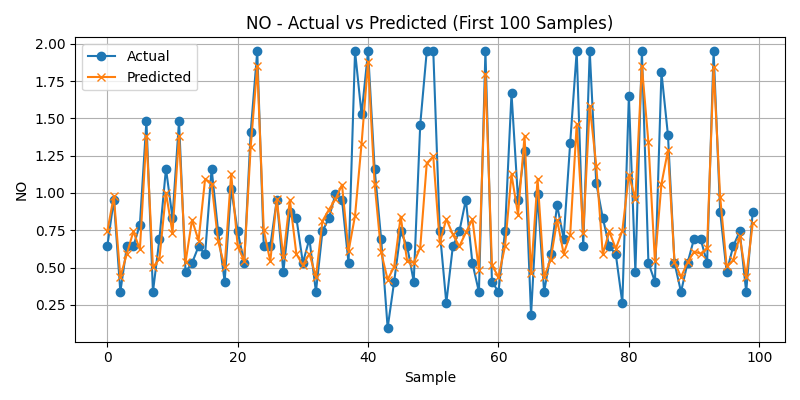 NO - Actual vs Predicted (First 100 Samples)
Actual
Predicted
NO
2.00
1.75
1.50
1.25
1.00
0.75
0.50
0.25
0 20 40 60 80 100
Sample